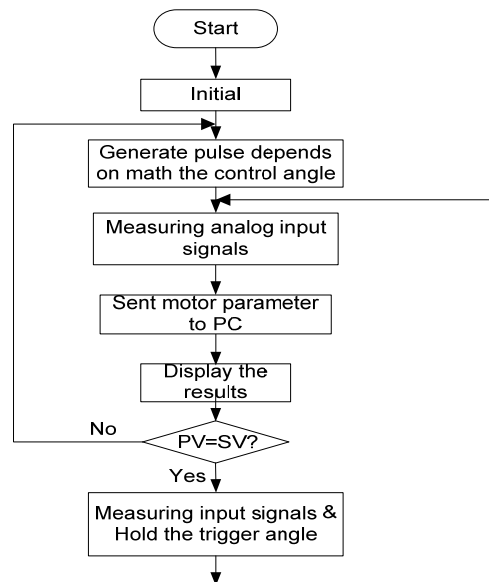 Start
Initial
Generate pulse depends
on math the control angle
Measuring analog input
signals
Sent motor parameter
to PC
Display the
results
No
PV=SV?
Yes
Measuring input signals &
Hold the trigger angle